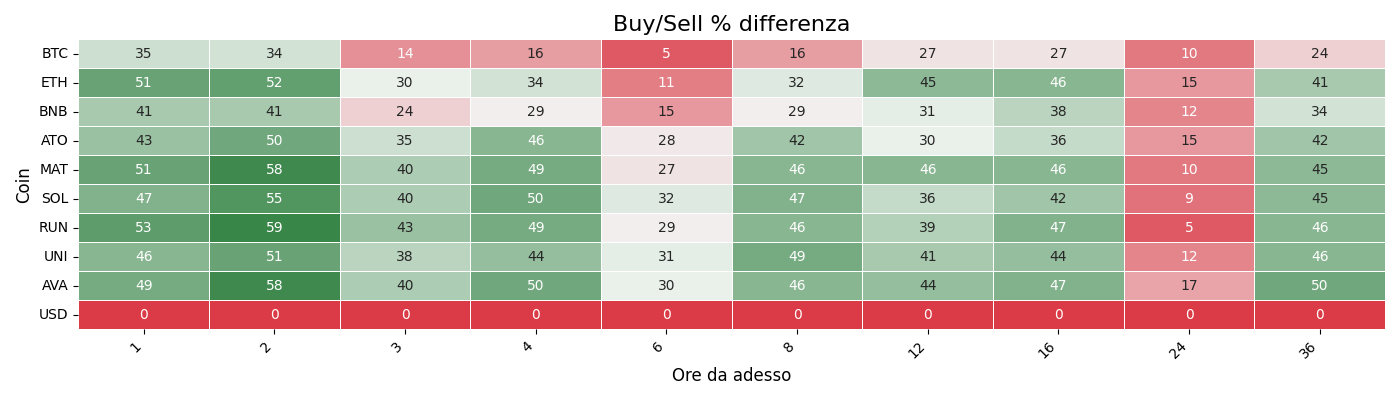 Buy/Sell % differenza
Coin
BTC 35 34 14 16 5 16 27 27 10 24
ETH 51 52 30 34 11 32 45 46 15 41
BNB 41 41 24 29 15 29 31 38 12 34
ATO 43 50 35 46 28 42 30 36 15 42
MAT 51 58 40 49 27 46 46 46 10 45
SOL 47 55 40 50 32 47 36 42 9 45
RUN 53 59 43 49 29 46 39 47 5 46
UNI 46 51 38 44 31 49 41 44 12 46
AVA 49 58 40 50 30 46 44 47 17 50
USD 0 0 0 0 0 0 0 0 0 0
1 2 3 4 6 8 12 16 24 36
Ore da adesso